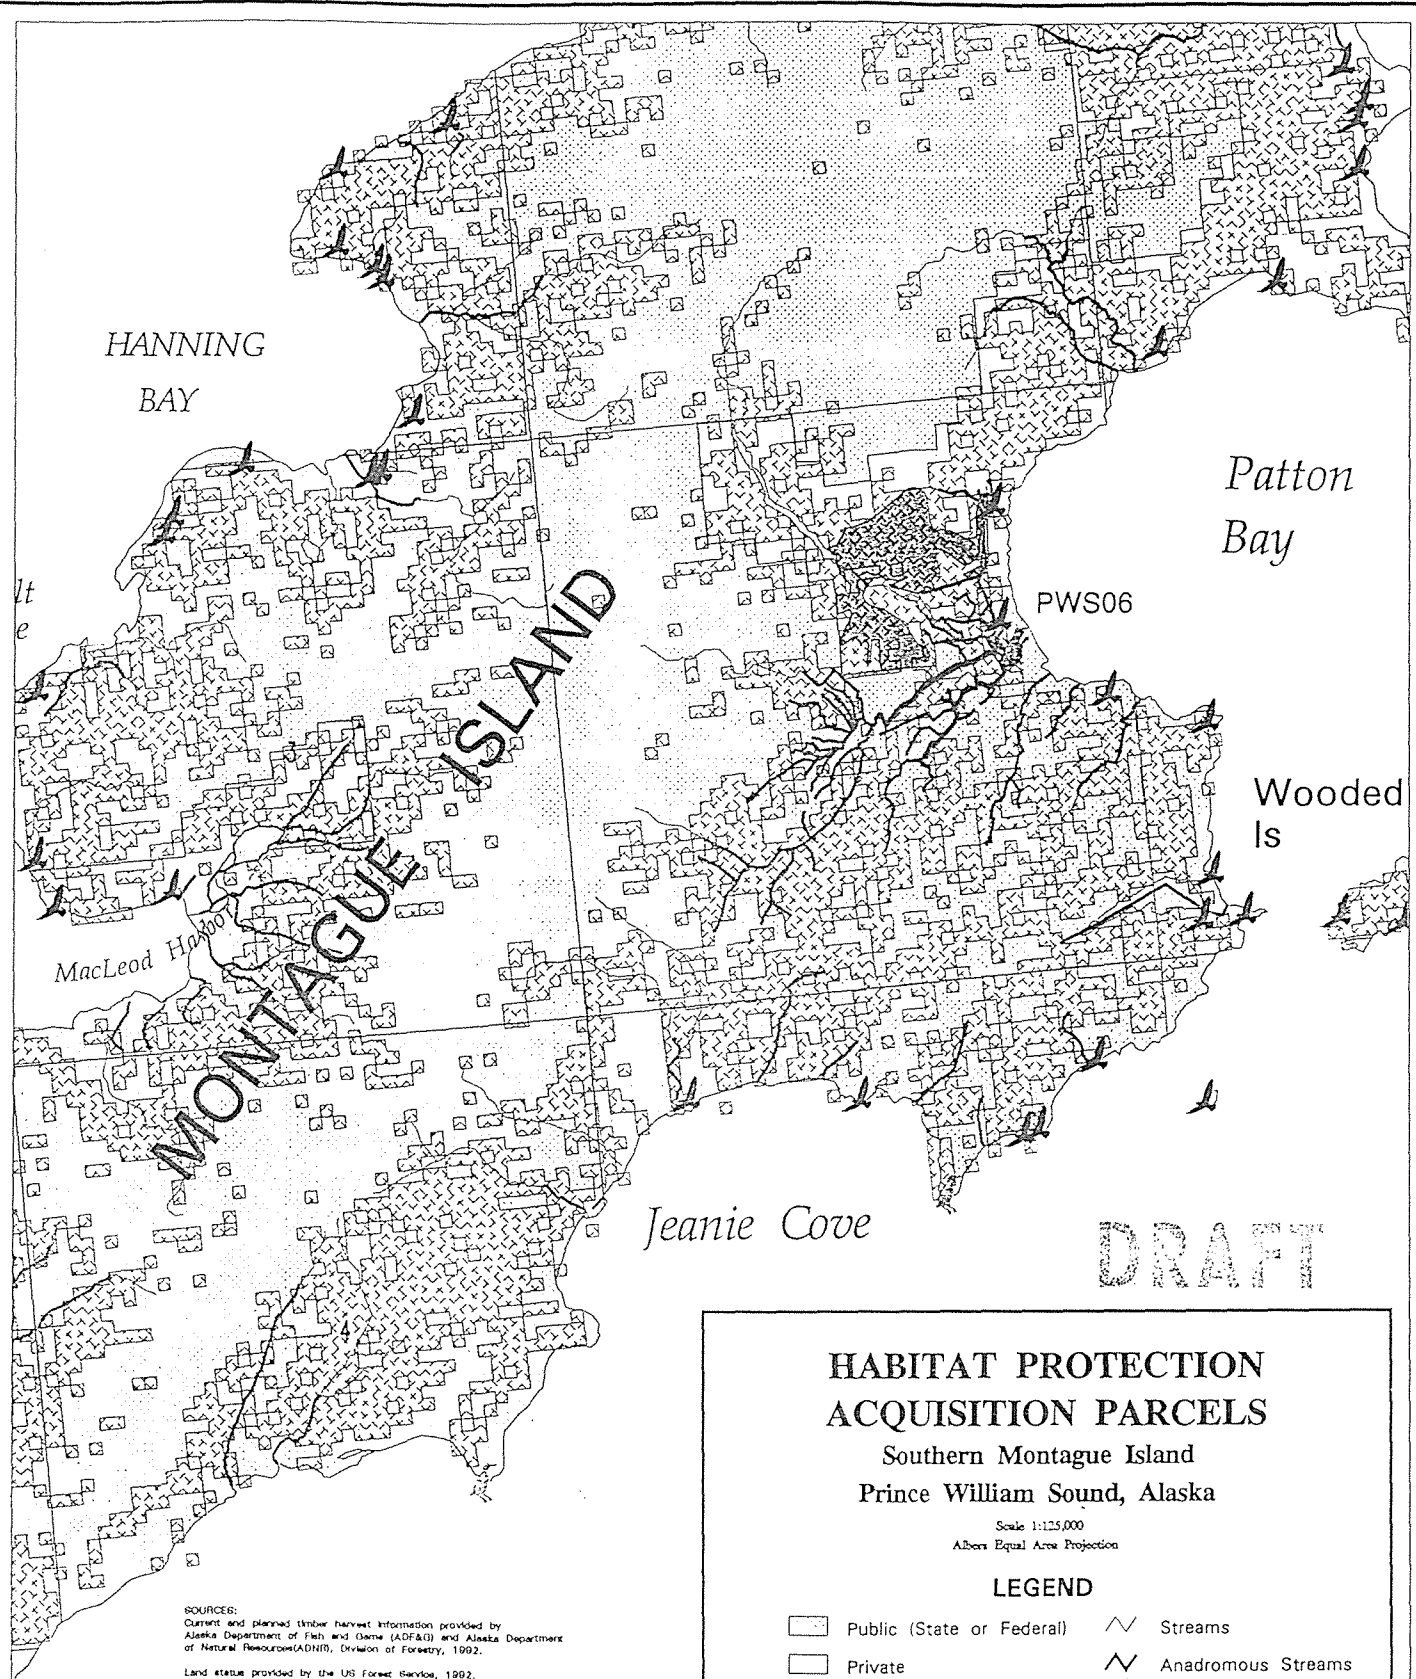 HANNING
BAY
Patton
Bay
lt
e
PWS06
ISLAND
Wooded
Is
MONTAGUE
MacLeod Harbor
Jeanie Cove
DRAFT
HABITAT PROTECTION
ACQUISITION PARCELS
Southern Montague Island
Prince William Sound, Alaska
Scale 1:125,000
Albers Equal Area Projection
LEGEND
Public (State or Federal)
Streams
Private
Anadromous Streams
SOURCES:
Current and planned timber harvest information provided by
Alaska Department of Fish and Game (ADF&G) and Alaska Department
of Natural Resources(ADNR), Division of Forestry, 1992.
Land status provided by the US Forest Service, 1992.